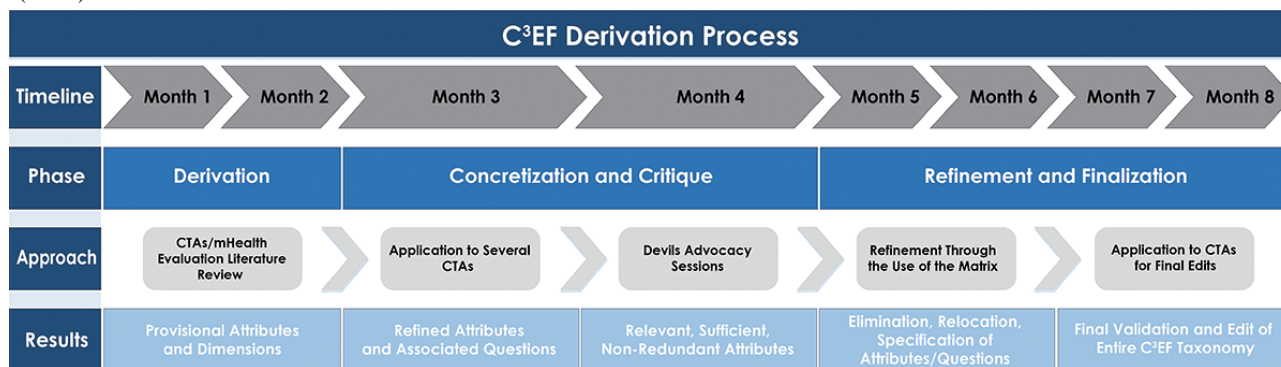 C³EF Derivation Process
Timeline
Month 1
Month 2
Month 3
Month 4
Month 5
Month 6
Month 7
Month 8
Phase
Derivation
Concretization and Critique
Refinement and Finalization
Approach
CTAs/mHealth
Evaluation Literature
Review
Application to Several
CTAs
Devils Advocacy
Sessions
Refinement Through
the Use of the Matrix
Application to CTAs
for Final Edits
Results
Provisional Attributes
and Dimensions
Refined Attributes
and Associated Questions
Relevant, Sufficient,
Non-Redundant Attributes
Elimination, Relocation,
Specification of
Attributes/Questions
Final Validation and Edit of
Entire C³EF Taxonomy